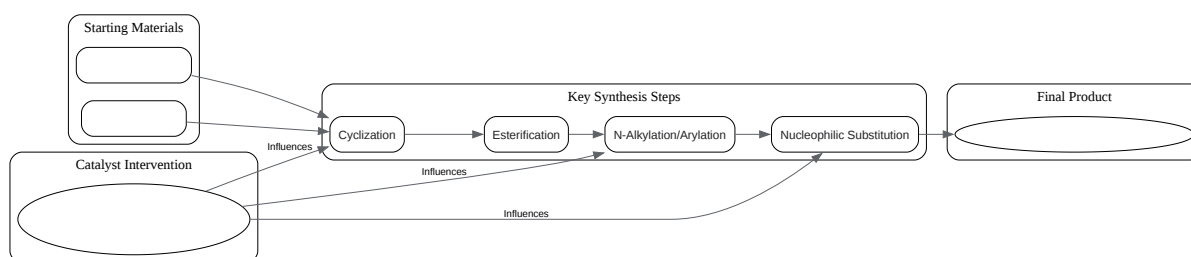 Starting Materials
Key Synthesis Steps
Final Product
Cyclization
Esterification
N-Alkylation/Arylation
Nucleophilic Substitution
Influences
Catalyst Intervention
Influences
Influences